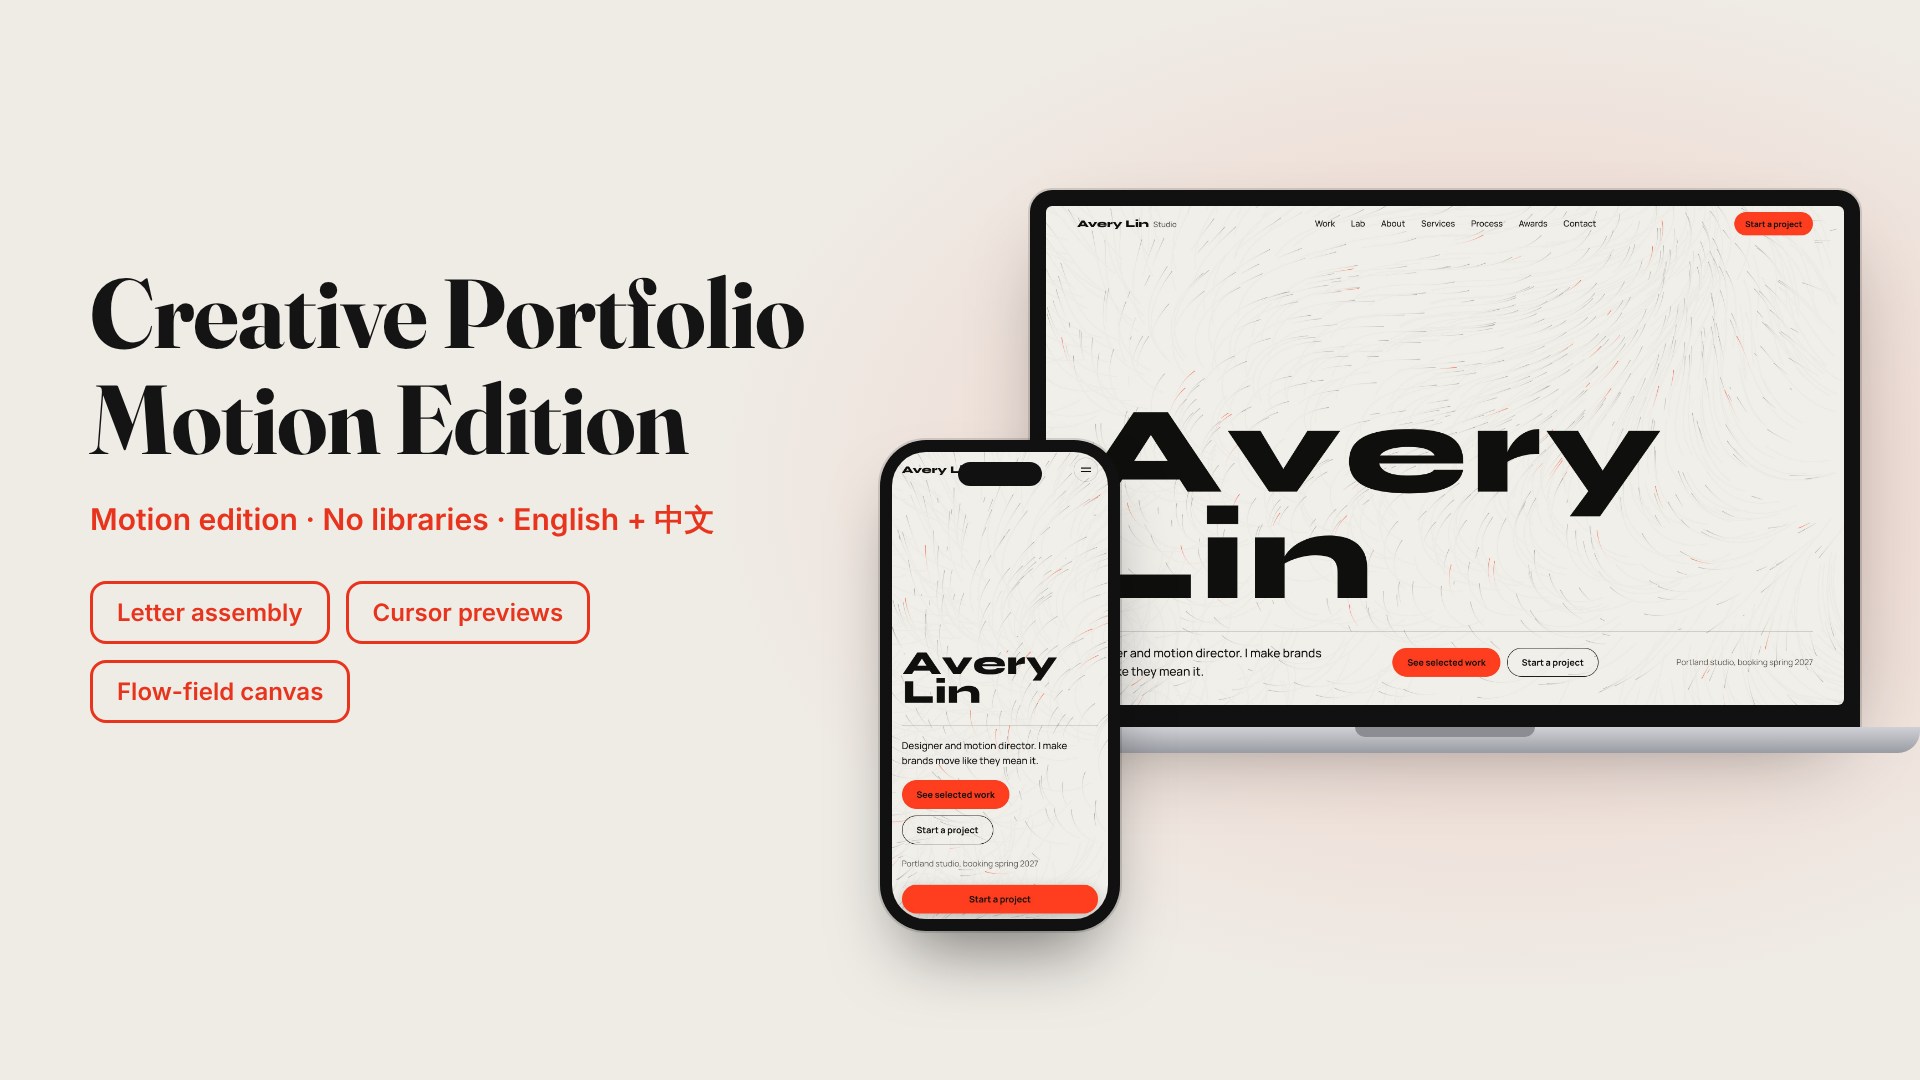 Creative Portfolio
Motion Edition
Motion edition · No libraries · English + 中文
Letter assembly
Cursor previews
Flow-field canvas
Avery Lin Studio
Work
Lab
About
Services
Process
Awards
Contact
Start a project
Avery
Lin
er and motion director. I make brands
ke they mean it.
See selected work
Start a project
Portland studio, booking spring 2027
Avery L
Avery
Lin
Designer and motion director. I make
brands move like they mean it.
See selected work
Start a project
Portland studio, booking spring 2027
Start a project